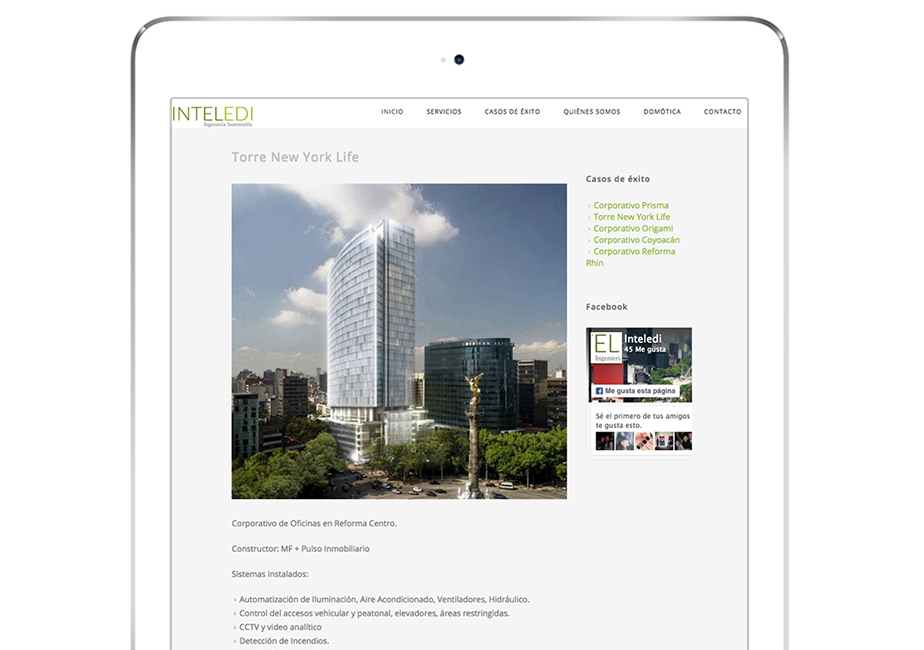 INTELEDI
Ingeniería Sustentable
INICIO SERVICIOS CASOS DE ÉXITO QUIÉNES SOMOS DOMÓTICA CONTACTO
Torre New York Life
AMERICAN
Corporativo de Oficinas en Reforma Centro.
Constructor: MF + Pulso Inmobiliario
Sistemas instalados:
› Automatización de Iluminación, Aire Acondicionado, Ventiladores, Hidráulico.
› Control del accesos vehicular y peatonal, elevadores, áreas restringidas.
› CCTV y video analítico
› Detección de Incendios.
Casos de éxito
› Corporativo Prisma
› Torre New York Life
› Corporativo Origami
› Corporativo Coyoacán
› Corporativo Reforma
Rhin
Facebook
EL
Ingenierí
Inteledi
45 Me gusta
Me gusta esta página
Sé el primero de tus amigos
te gusta esto.